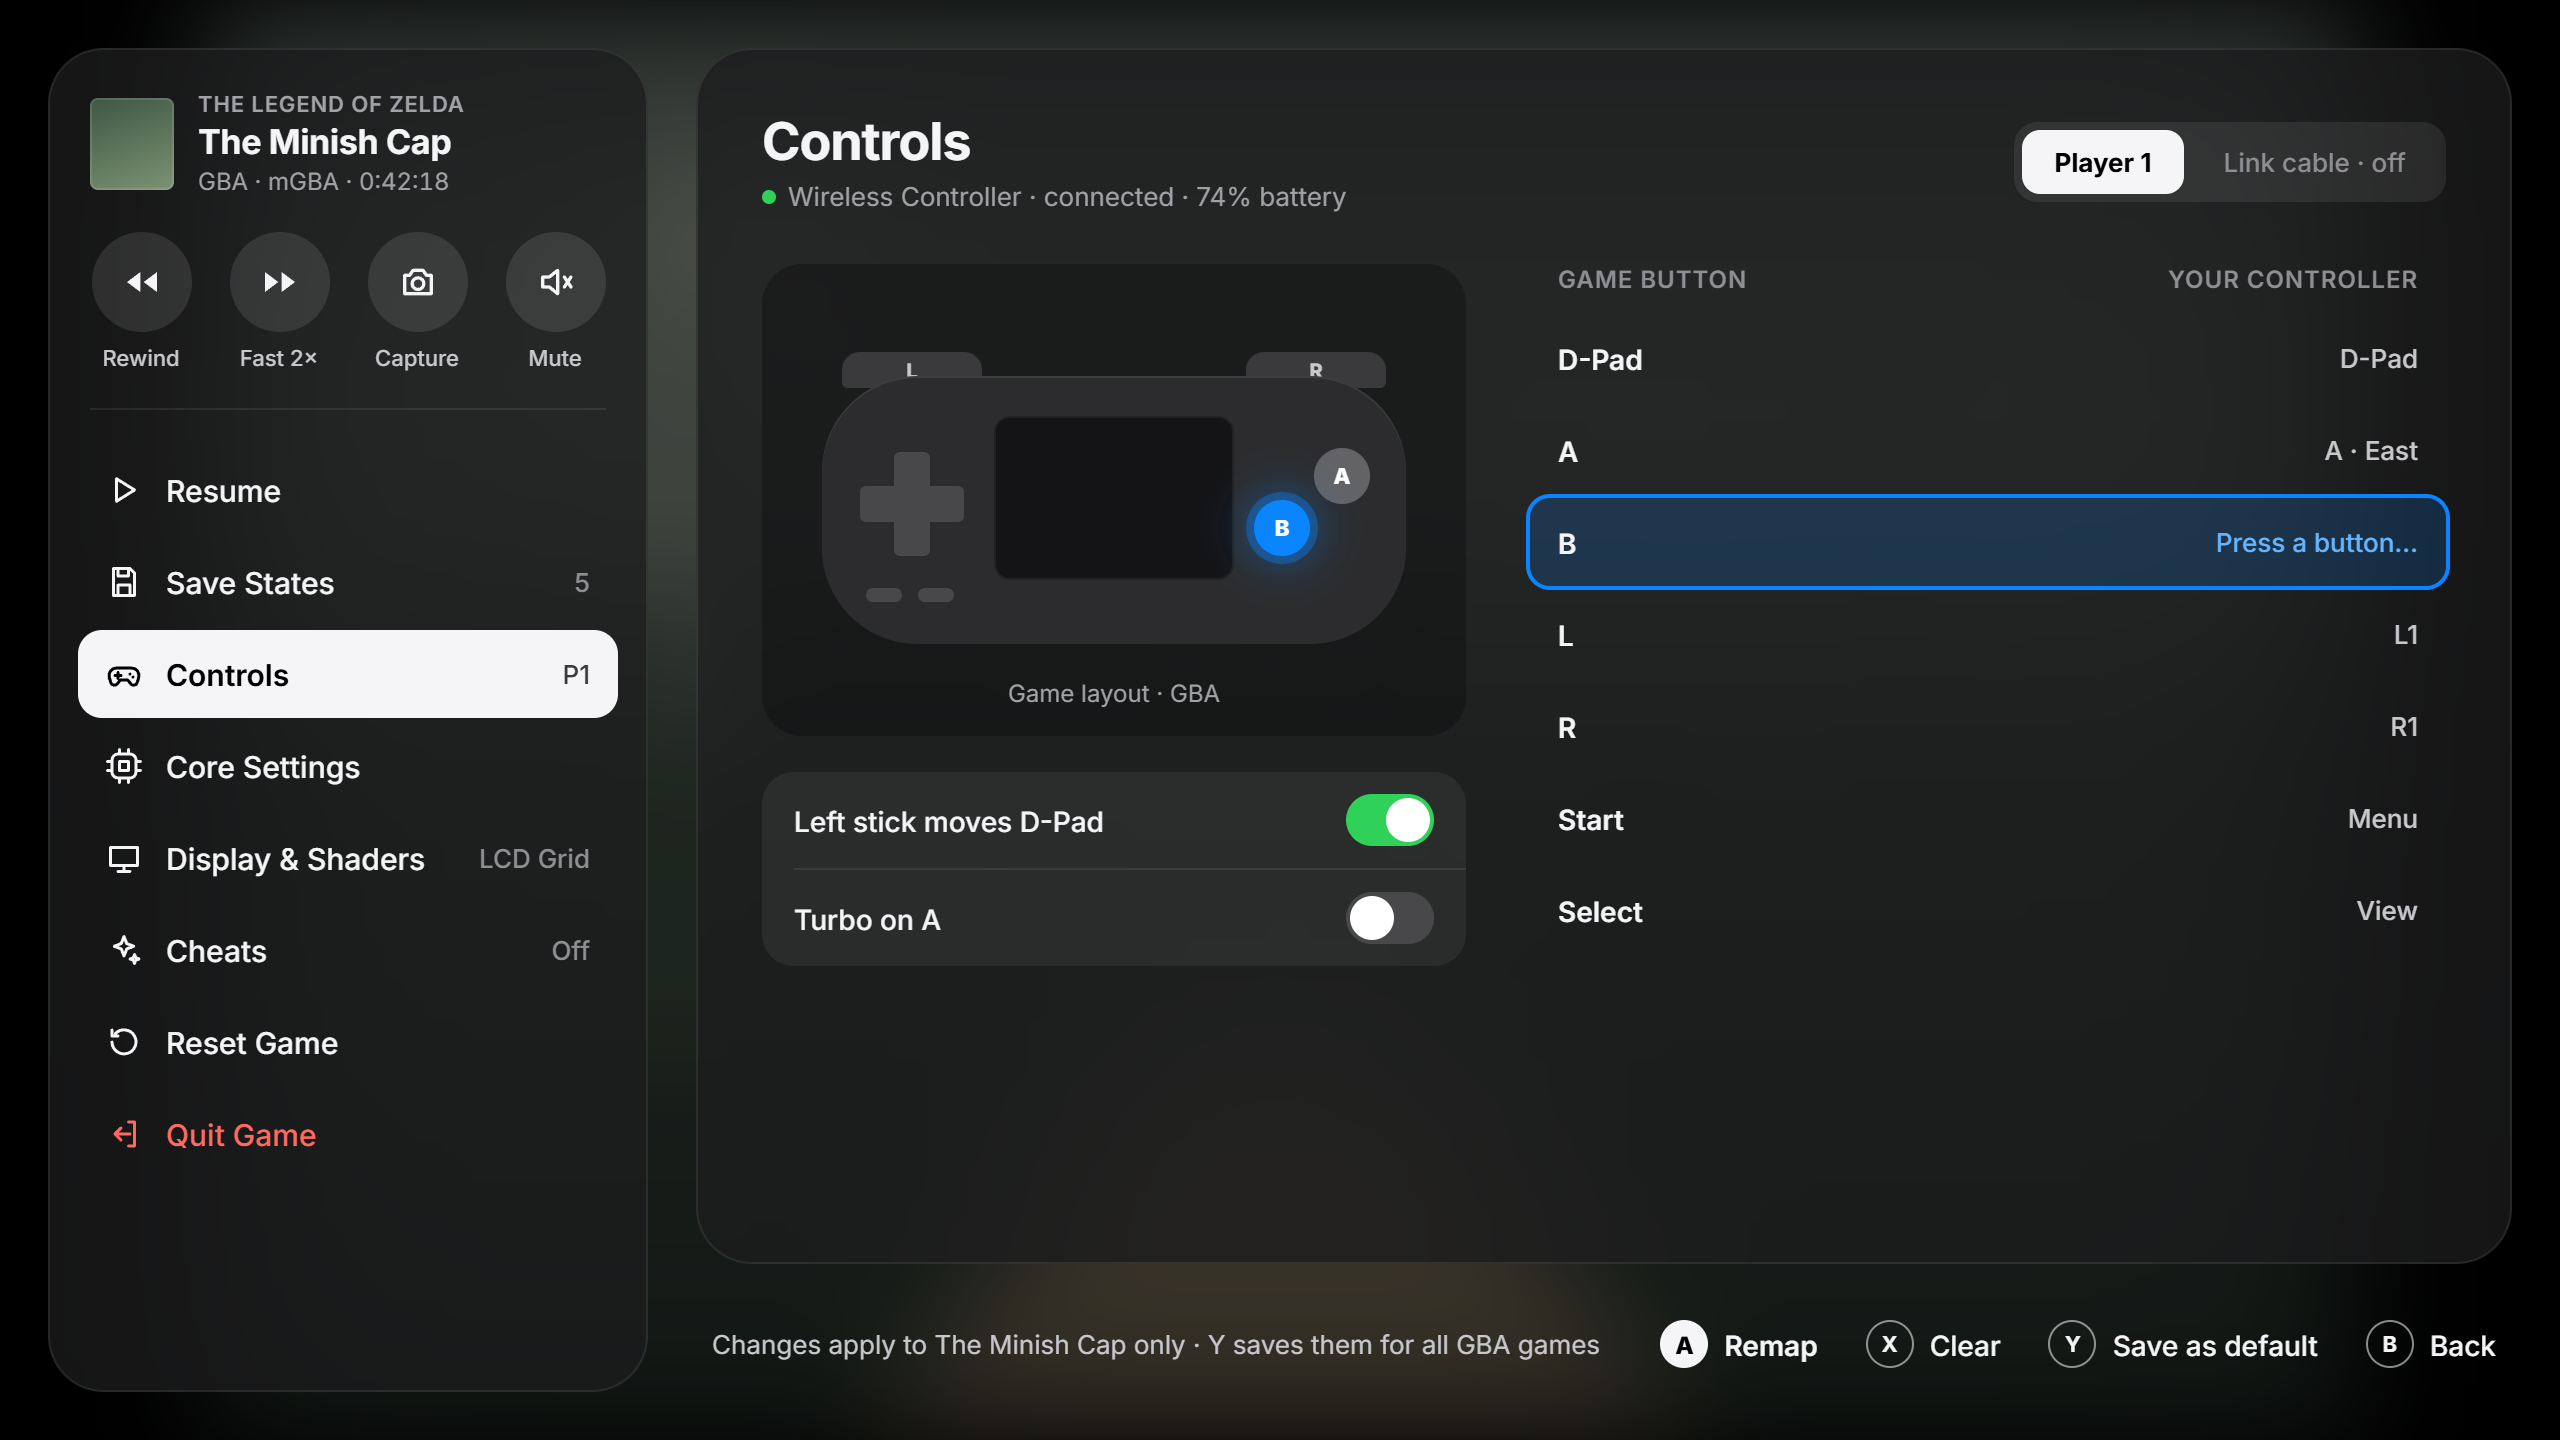 THE LEGEND OF ZELDA
The Minish Cap
GBA · mGBA · 0:42:18
Rewind
Fast 2×
Capture
Mute
Resume
Save States 5
Controls P1
Core Settings
Display & Shaders LCD Grid
Cheats Off
Reset Game
Quit Game
Controls
Wireless Controller · connected · 74% battery
Player 1
Link cable · off
L
R
A
B
Game layout · GBA
Left stick moves D-Pad
Turbo on A
GAME BUTTON YOUR CONTROLLER
D-Pad D-Pad
A A · East
B Press a button...
L L1
R R1
Start Menu
Select View
Changes apply to The Minish Cap only · Y saves them for all GBA games
A Remap
X Clear
Y Save as default
B Back